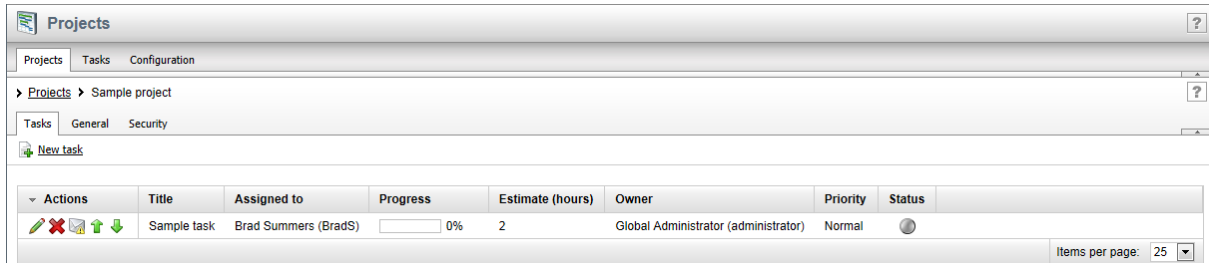 Projects
?
Projects Tasks Configuration
Projects Sample project
?
Tasks General Security
New task
Actions Title Assigned to Progress Estimate (hours) Owner Priority Status
Sample task Brad Summers (BradS) 0% 2 Global Administrator (administrator) Normal
Items per page: 25